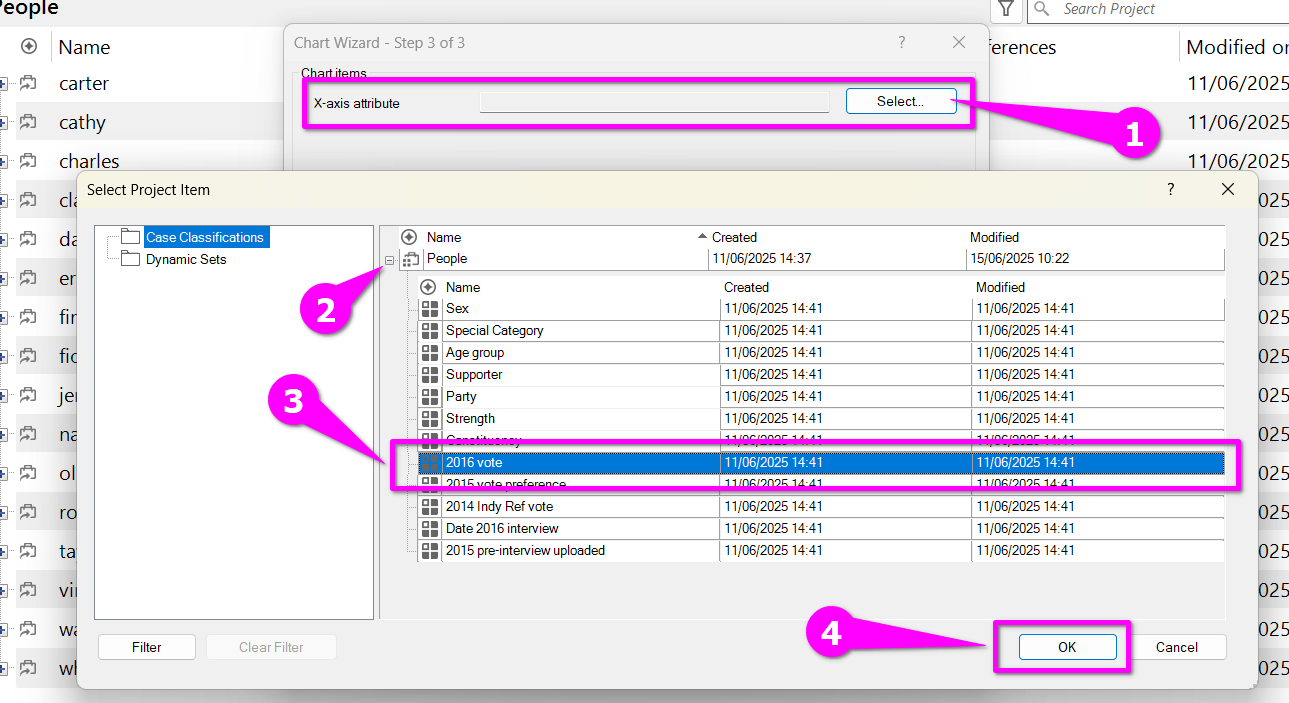 People
Search Project
Name
ferences
Modified on
carter
11/06/2025
cathy
11/06/2025
charles
11/06/2025
cla
025
da
025
er
025
fin
025
fio
025
jen
025
na
025
ol
025
ro
025
ta
025
vir
025
wa
025
wh
025
Chart Wizard - Step 3 of 3
?
Chart items
X-axis attribute
Select...
1
Select Project Item
?
Case Classifications
Dynamic Sets
Name Created Modified
People 11/06/2025 14:37 15/06/2025 10:22
Name Created Modified
Sex 11/06/2025 14:41 11/06/2025 14:41
Special Category 11/06/2025 14:41 11/06/2025 14:41
Age group 11/06/2025 14:41 11/06/2025 14:41
Supporter 11/06/2025 14:41 11/06/2025 14:41
Party 11/06/2025 14:41 11/06/2025 14:41
Strength 11/06/2025 14:41 11/06/2025 14:41
Constituency 11/06/2025 14:41 11/06/2025 14:41
2016 vote 11/06/2025 14:41 11/06/2025 14:41
2015 vote preference 11/06/2025 14:41 11/06/2025 14:41
2014 Indy Ref vote 11/06/2025 14:41 11/06/2025 14:41
Date 2016 interview 11/06/2025 14:41 11/06/2025 14:41
2015 pre-interview uploaded 11/06/2025 14:41 11/06/2025 14:41
2
3
4
Filter
Clear Filter
OK
Cancel